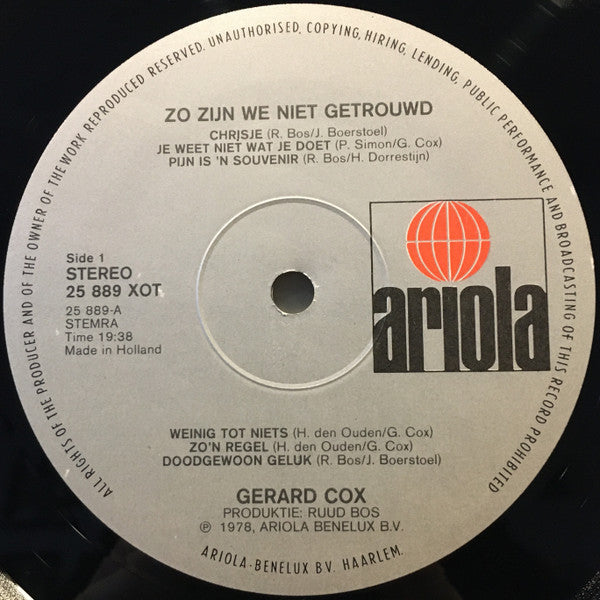 ALL RIGHTS OF THE PRODUCER AND OF THE OWNER OF THE WORK REPRODUCED RESERVED. UNAUTHORISED, COPYING, HIRING, LENDING, PUBLIC PERFORMANCE AND BROADCASTING OF THIS RECORD PROHIBITED
ZO ZIJN WE NIET GETROUWD
CHRISJE (R. Bos/J. Boerstoel)
JE WEET NIET WAT JE DOET (P. Simon/G. Cox)
PIJN IS 'N SOUVENIR (R. Bos/H. Dorrestijn)
Side 1
STEREO
25 889 XOT
25 889-A
STEMRA
Time 19:38
Made in Holland
ariola
WEINIG TOT NIETS (H. den Ouden/G. Cox)
ZO'N REGEL (H. den Ouden/G. Cox)
DOODGEWOON GELUK (R. Bos/J. Boerstoel)
GERARD COX
PRODUKTIE: RUUD BOS
℗ 1978, ARIOLA BENELUX B.V.
ARIOLA-BENELUX B.V. HAARLEM.